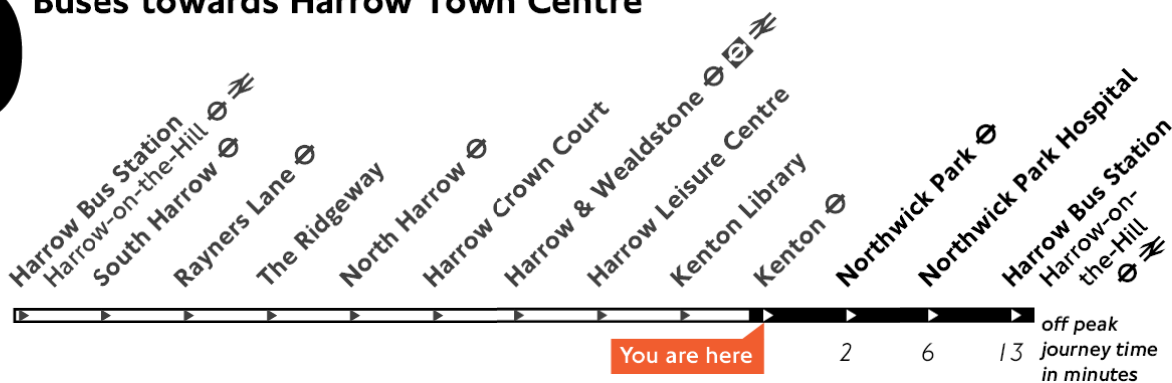 Buses towards Harrow Town Centre
Harrow Bus Station
Harrow-on-the-Hill
South Harrow
Rayners Lane
The Ridgeway
North Harrow
Harrow Crown Court
Harrow & Wealdstone
Harrow Leisure Centre
Kenton Library
Kenton
Northwick Park
Northwick Park Hospital
Harrow Bus Station
Harrow-on-
the-Hill
You are here
2
6
13
off peak
journey time
in minutes